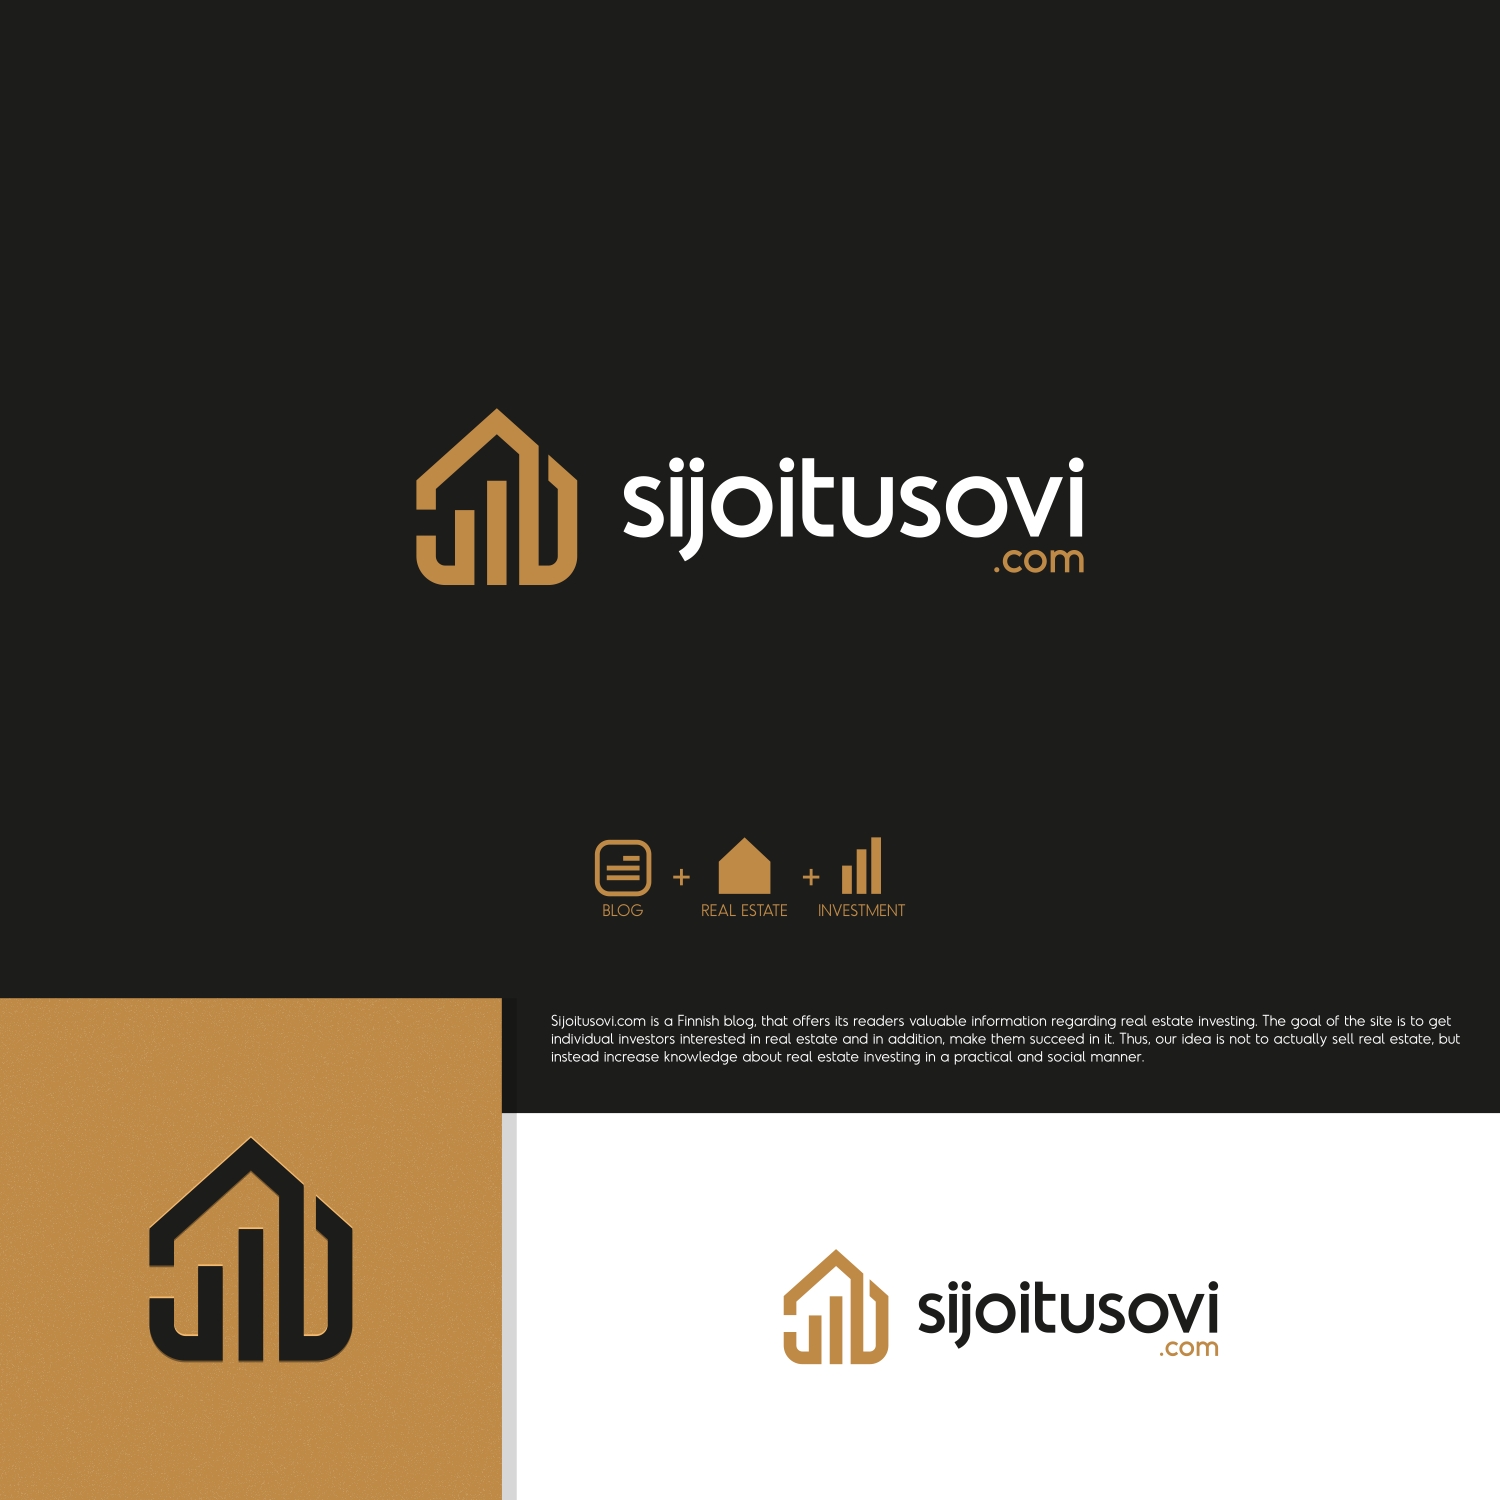 sijoitusovi
.com
BLOG + REAL ESTATE + INVESTMENT
Sijoitusovi.com is a Finnish blog, that offers its readers valuable information regarding real estate investing. The goal of the site is to get
individual investors interested in real estate and in addition, make them succeed in it. Thus, our idea is not to actually sell real estate, but
instead increase knowledge about real estate investing in a practical and social manner.
sijoitusovi
.com